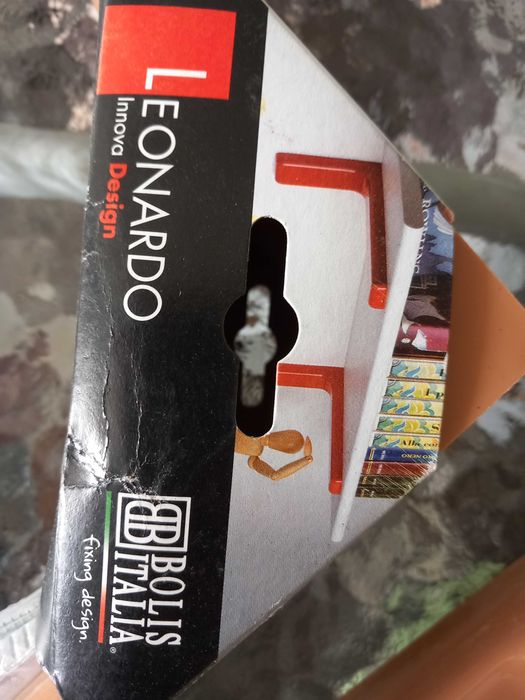 LEONARDO
Innova Design
BOLIS
ITALIA®
fixing design.